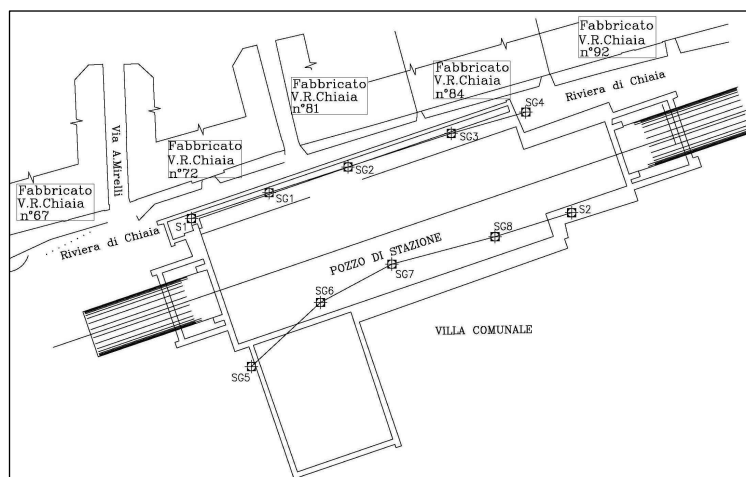 Fabbricato
V.R.Chiaia
n°92
Fabbricato
V.R.Chiaia
n°84
Fabbricato
V.R.Chiaia
n°81
Riviera di Chiaia
SG4
SG3
Via A.Mirelli
Fabbricato
V.R.Chiaia
n°72
SG2
Fabbricato
V.R.Chiaia
n°67
SG1
S1
S2
Riviera di Chiaia
SG8
POZZO DI STAZIONE
SG7
SG6
VILLA COMUNALE
SG5